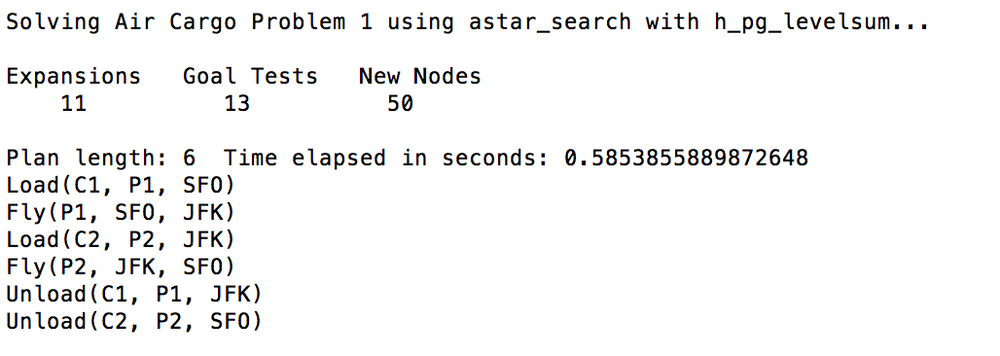 Solving Air Cargo Problem 1 using astar_search with h_pg_levelsum...
Expansions   Goal Tests   New Nodes
    11          13          50
Plan length: 6  Time elapsed in seconds: 0.5853855889872648
Load(C1, P1, SFO)
Fly(P1, SFO, JFK)
Load(C2, P2, JFK)
Fly(P2, JFK, SFO)
Unload(C1, P1, JFK)
Unload(C2, P2, SFO)